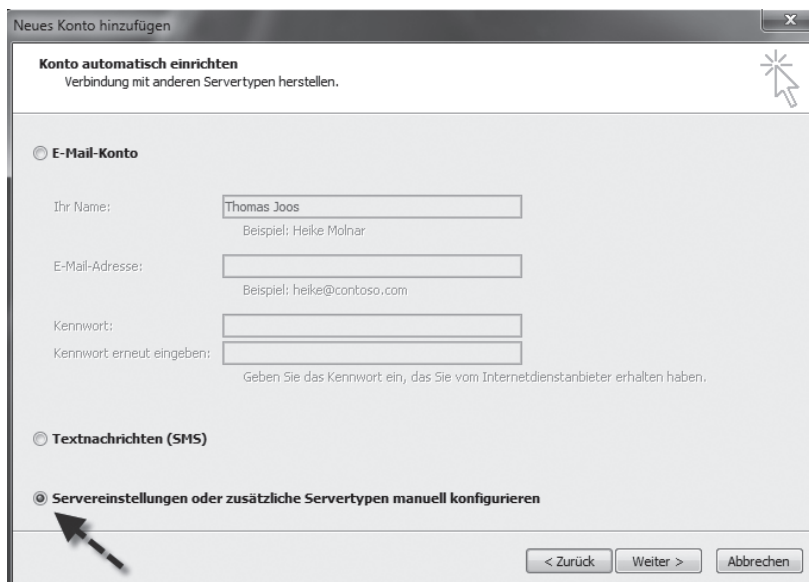 Neues Konto hinzufügen
Konto automatisch einrichten
Verbindung mit anderen Servertypen herstellen.
E-Mail-Konto
Ihr Name:
Thomas Joos
Beispiel: Heike Molnar
E-Mail-Adresse:
Beispiel: heike@contoso.com
Kennwort:
Kennwort erneut eingeben:
Geben Sie das Kennwort ein, das Sie vom Internetdienstanbieter erhalten haben.
Textnachrichten (SMS)
Servereinstellungen oder zusätzliche Servertypen manuell konfigurieren
< Zurück
Weiter >
Abbrechen